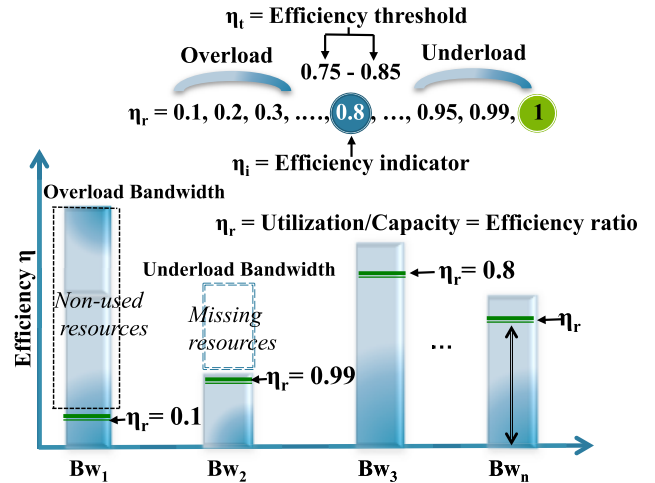 ηt = Efficiency threshold
Overload
Underload
0.75 - 0.85
ηr = 0.1, 0.2, 0.3, ...., 0.8, ..., 0.95, 0.99, 1
ηi = Efficiency indicator
Overload Bandwidth
ηr = Utilization/Capacity = Efficiency ratio
Underload Bandwidth
ηr = 0.8
Efficiency η
Non-used
resources
Missing
resources
ηr
...
ηr = 0.99
ηr = 0.1
Bw1
Bw2
Bw3
Bwn